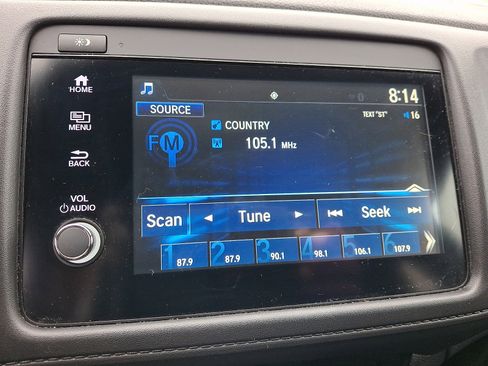 HOME
MENU
BACK
VOL
AUDIO
8:14
SOURCE
TEXT "ST"
16
FM
COUNTRY
105.1 MHz
Scan
Tune
Seek
1 2 3 4 5 6
87.9 87.9 90.1 98.1 106.1 107.9